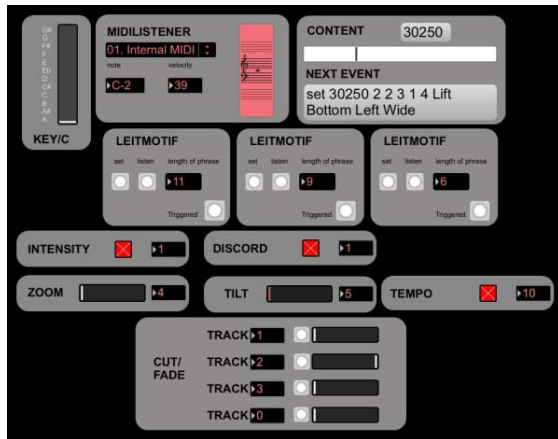 G#
G
F#
F
E
Eb
D
C#
C
B
A#
A
KEY/C
MIDILISTENER
01. Internal MIDI
note velocity
C-2 39
CONTENT 30250
NEXT EVENT
set 30250 2 2 3 1 4 Lift
Bottom Left Wide
LEITMOTIF
set listen length of phrase
11
Triggered
LEITMOTIF
set listen length of phrase
9
Triggered
LEITMOTIF
set listen length of phrase
6
Triggered
INTENSITY 1
DISCORD 1
ZOOM 4
TILT 5
TEMPO 10
CUT/
FADE
TRACK 1
TRACK 2
TRACK 3
TRACK 0